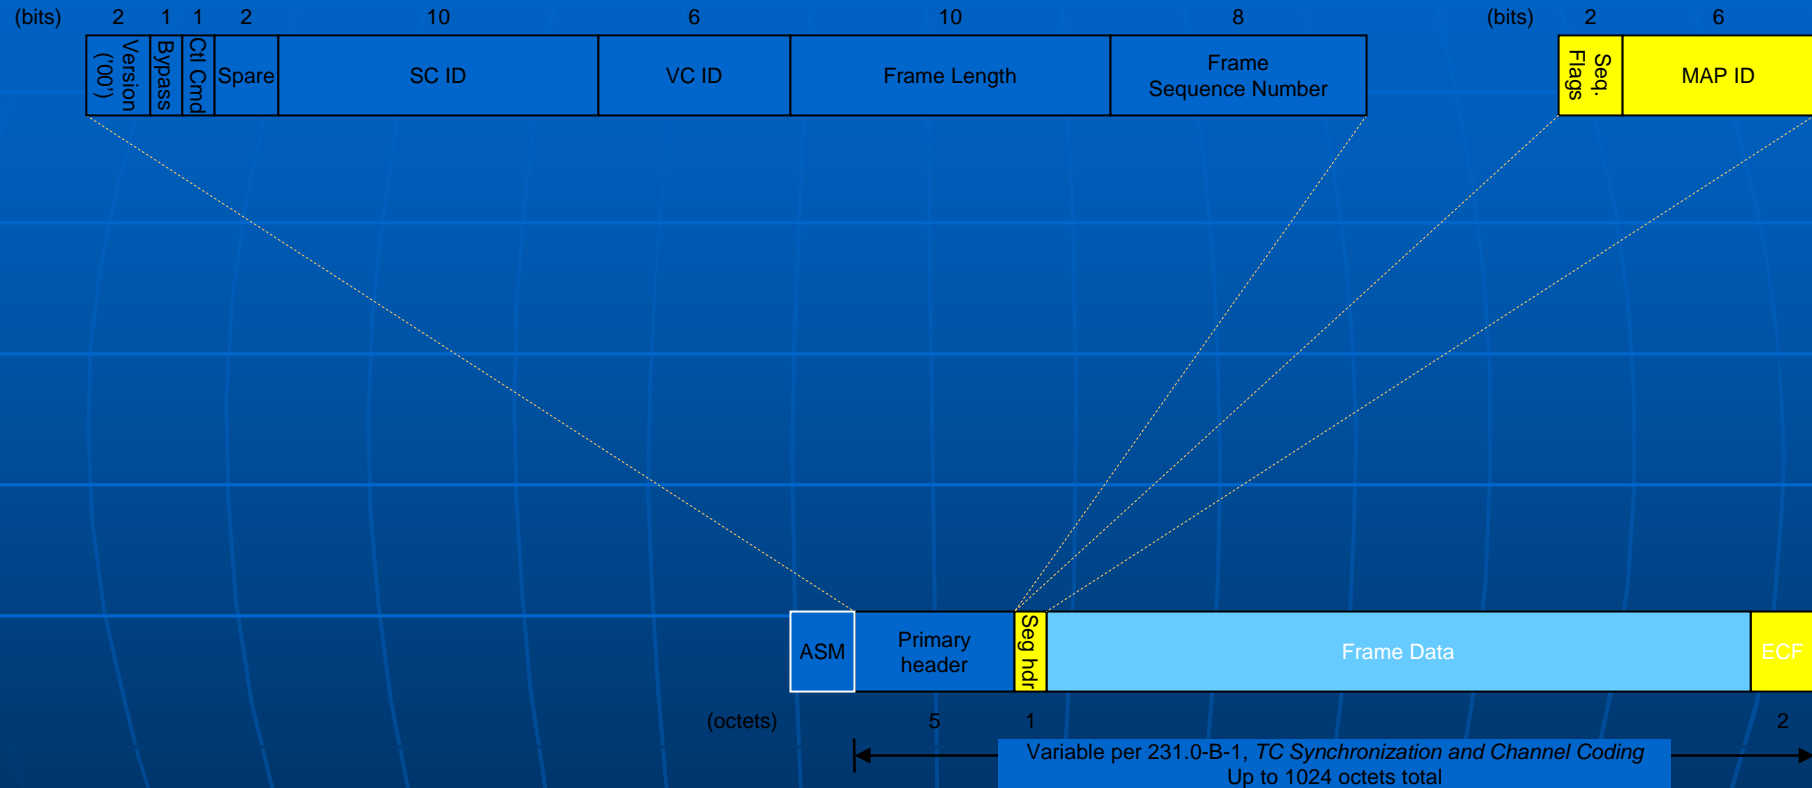 (bits) 2 1 1 2 10 6 10 8 (bits) 2 6
Version
('00')
Bypass
Ctl Cmd
Spare
SC ID
VC ID
Frame Length
Frame
Sequence Number
Seq.
Flags
MAP ID
ASM
Primary
header
Seg hdr
Frame Data
ECF
(octets) 5 1 2
Variable per 231.0-B-1, TC Synchronization and Channel Coding
Up to 1024 octets total